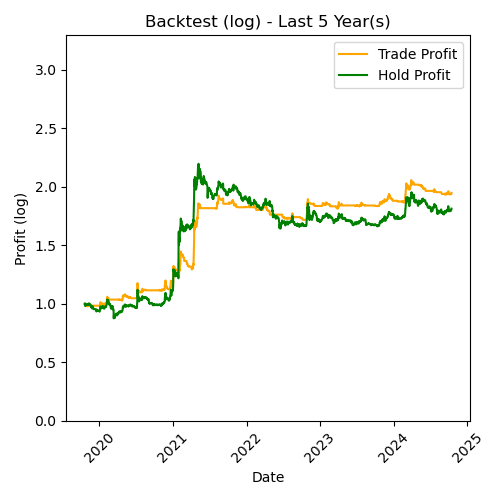 Backtest (log) - Last 5 Year(s)
Trade Profit
Hold Profit
3.0
2.5
2.0
1.5
1.0
0.5
0.0
Profit (log)
2020
2021
2022
2023
2024
2025
Date